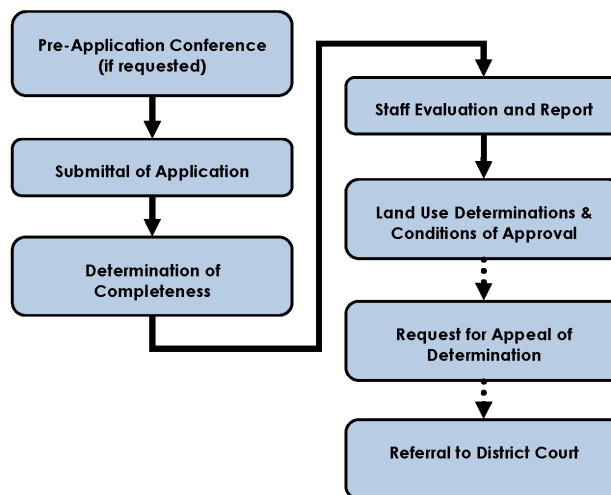 Pre-Application Conference
(if requested)
Submittal of Application
Determination of
Completeness
Staff Evaluation and Report
Land Use Determinations &
Conditions of Approval
Request for Appeal of
Determination
Referral to District Court